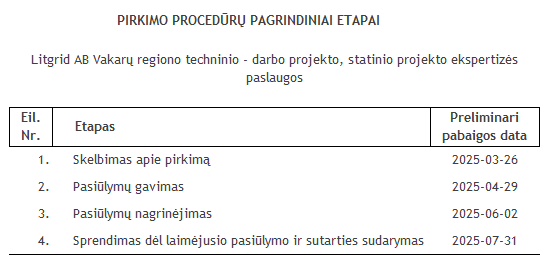 PIRKIMO PROCEDŪRŲ PAGRINDINIAI ETAPAI
Litgrid AB Vakarų regiono techninio - darbo projekto, statinio projekto ekspertizės
paslaugos
Eil. Nr. Etapas Preliminari pabaigos data
1. Skelbimas apie pirkimą 2025-03-26
2. Pasiūlymų gavimas 2025-04-29
3. Pasiūlymų nagrinėjimas 2025-06-02
4. Sprendimas dėl laimėjusio pasiūlymo ir sutarties sudarymas 2025-07-31